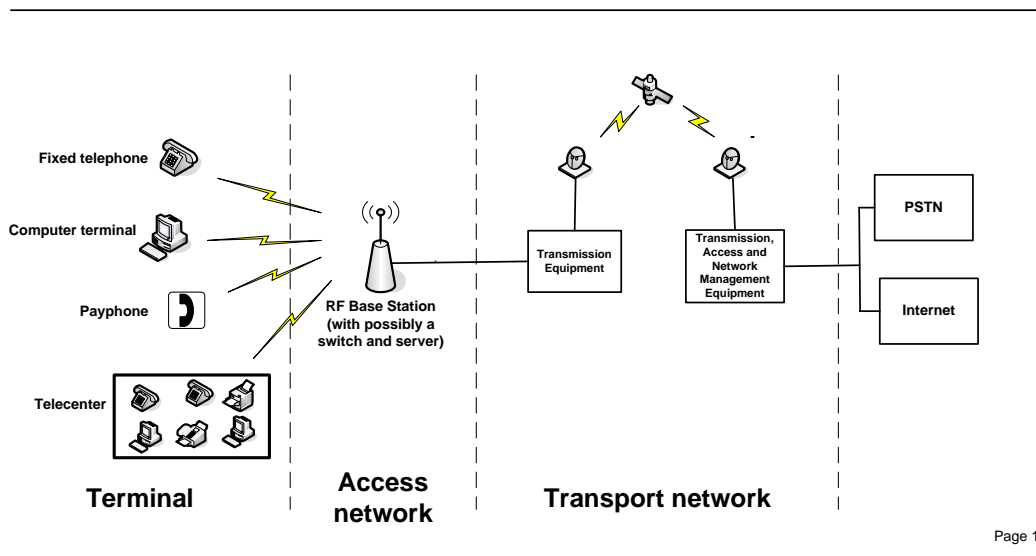 Fixed telephone
Computer terminal
Payphone
Telecenter
RF Base Station
(with possibly a
switch and server)
Transmission
Equipment
Transmission,
Access and
Network
Management
Equipment
PSTN
Internet
Terminal
Access
network
Transport network
Page 1